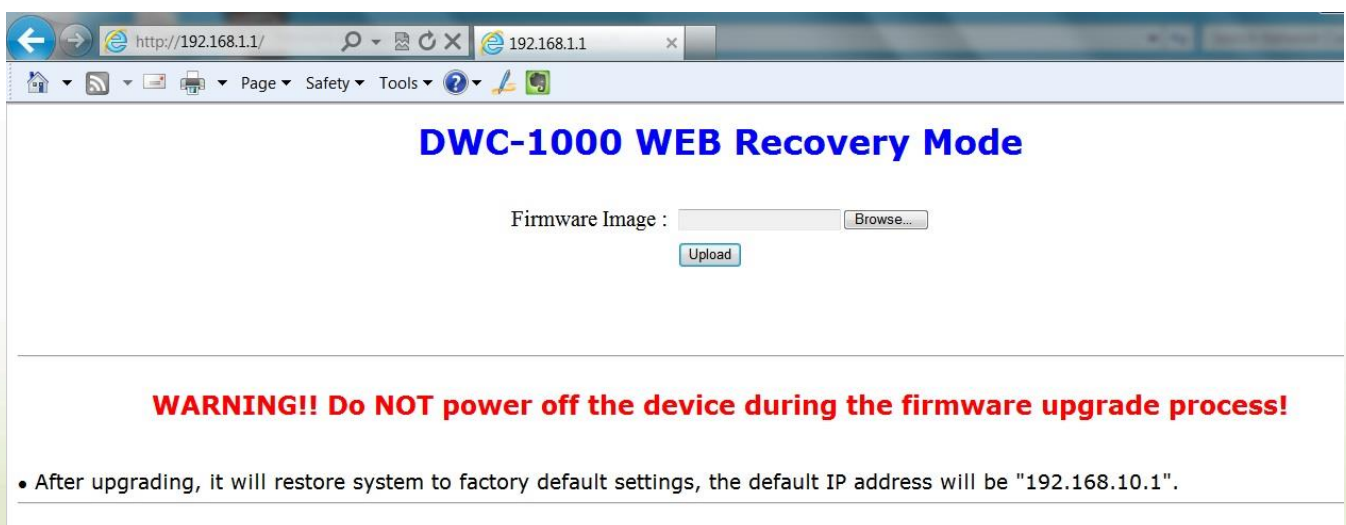 http://192.168.1.1/
192.168.1.1
Page Safety Tools
DWC-1000 WEB Recovery Mode
Firmware Image :
Browse...
Upload
WARNING!! Do NOT power off the device during the firmware upgrade process!
• After upgrading, it will restore system to factory default settings, the default IP address will be "192.168.10.1".